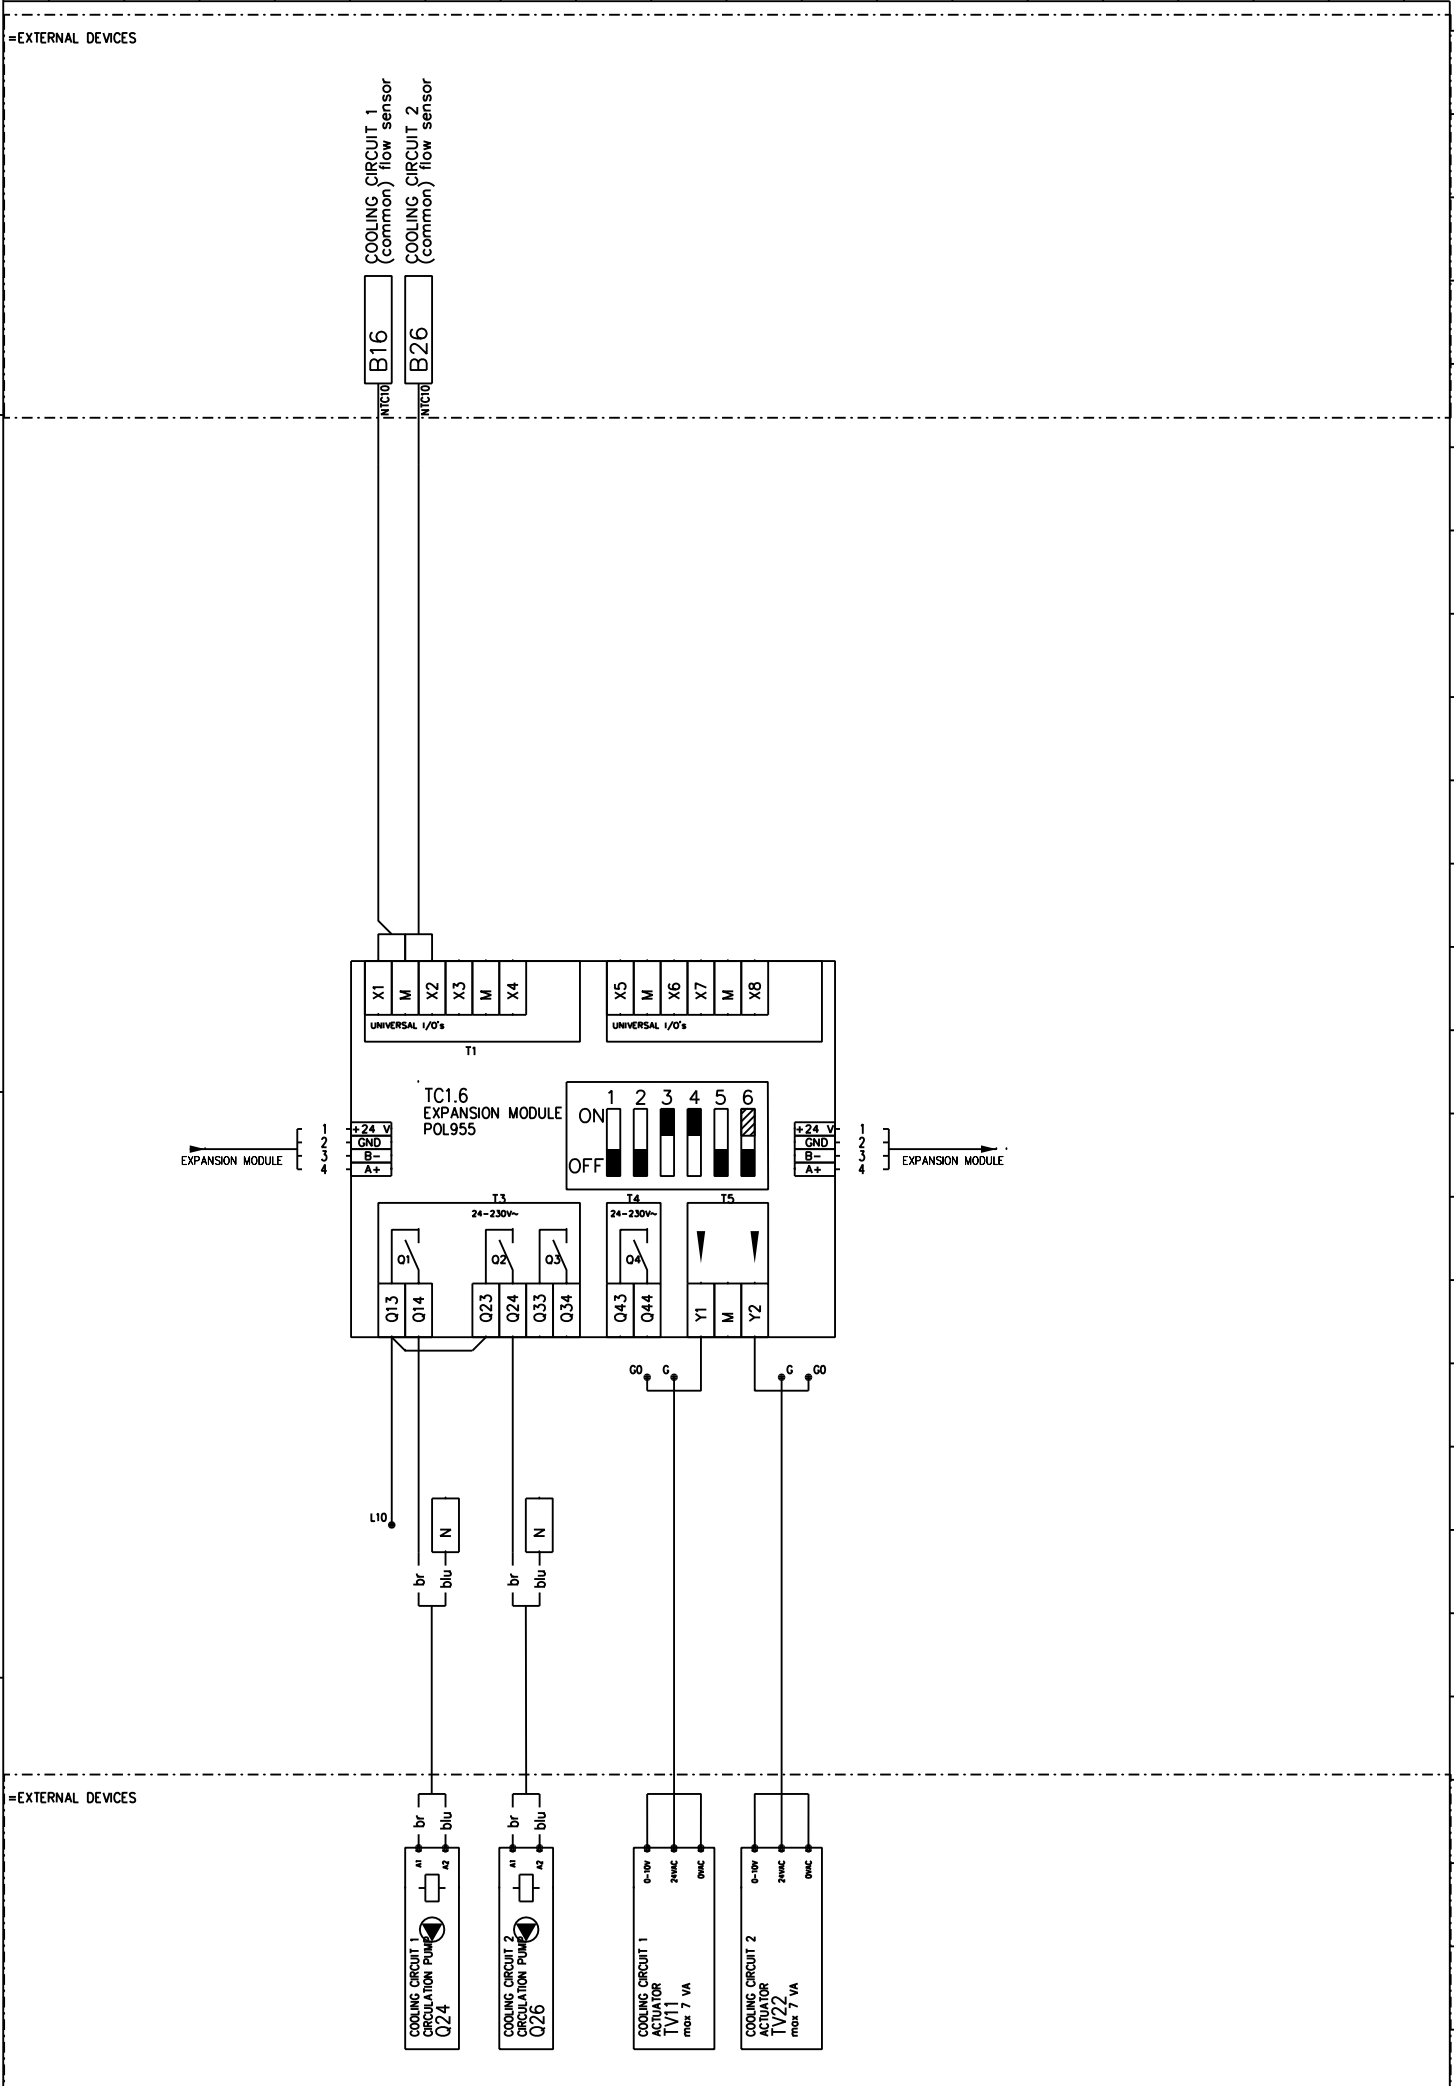 =EXTERNAL DEVICES
COOLING CIRCUIT 1
(common) flow sensor
COOLING CIRCUIT 2
(common) flow sensor
B16
B26
NTC10
NTC10
X1
M
X2
X3
M
X4
X5
M
X6
X7
M
X8
UNIVERSAL I/O's
UNIVERSAL I/O's
T1
TC1.6
EXPANSION MODULE
POL955
1 2 3 4 5 6
ON
OFF
1
2
3
4
+24 V
GND
B-
A+
EXPANSION MODULE
+24 V
GND
B-
A+
1
2
3
4
EXPANSION MODULE
T3
24-230V~
T4
24-230V~
T5
Q1
Q2
Q3
Q4
Q13
Q14
Q23
Q24
Q33
Q34
Q43
Q44
Y1
M
Y2
G0
G
G
G0
L10
N
N
br
blu
br
blu
=EXTERNAL DEVICES
br
blu
br
blu
A1
A2
A1
A2
0-10V
24VAC
0VAC
0-10V
24VAC
0VAC
COOLING CIRCUIT 1
CIRCULATION PUMP
Q24
COOLING CIRCUIT 2
CIRCULATION PUMP
Q26
COOLING CIRCUIT 1
ACTUATOR
TV11
max 7 VA
COOLING CIRCUIT 2
ACTUATOR
TV22
max 7 VA